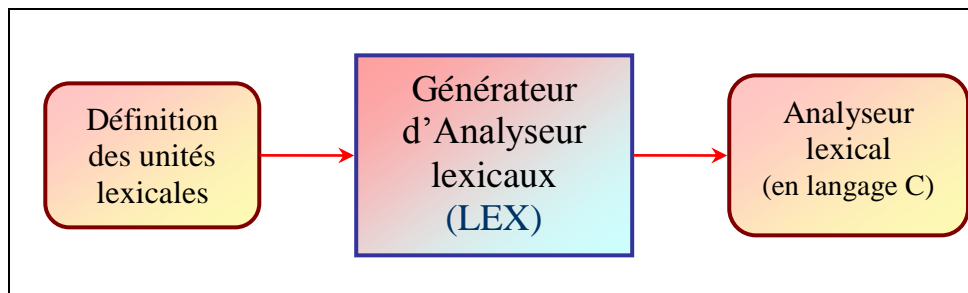 Définition
des unités
lexicales
Générateur
d’Analyseur
lexicaux
(LEX)
Analyseur
lexical
(en langage C)